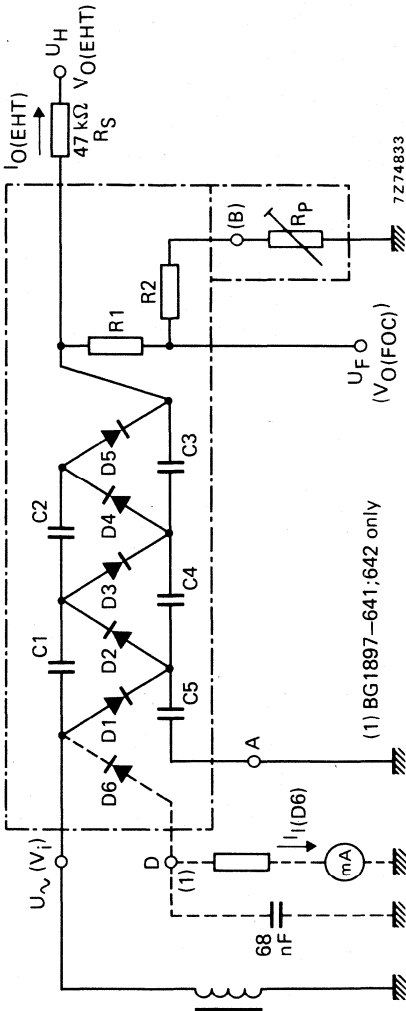 I_O(EHT)
U_H
V_O(EHT)
47 kΩ
R_S
R1
R2
(B)
R_P
U_F
(V_O(FOC))
C2
C1
D5
D4
D3
D2
D1
D6
C3
C4
C5
A
U~ (V_i)
D
(1)
I_I(D6)
mA
68
nF
(1) BG1897–641;642 only
7Z74833